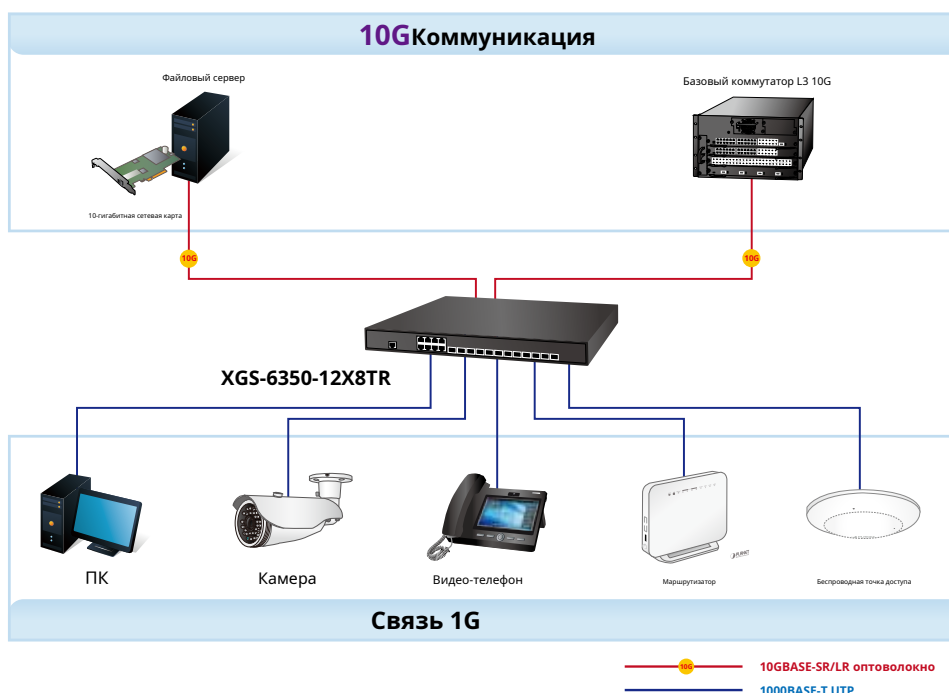 10GКоммуникация
Файловый сервер
Базовый коммутатор L3 10G
10-гигабитная сетевая карта
10G
10G
XGS-6350-12X8TR
PLANET
ПК
Камера
Видео-телефон
Маршрутизатор
Беспроводная точка доступа
Связь 1G
10G
10GBASE-SR/LR оптоволокно
1000BASE-T UTP